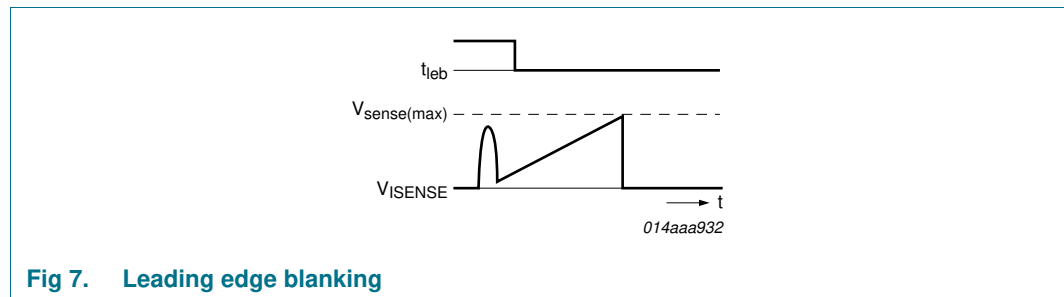 tleb
Vsense(max)
VISENSE
t
014aaa932
Fig 7. Leading edge blanking